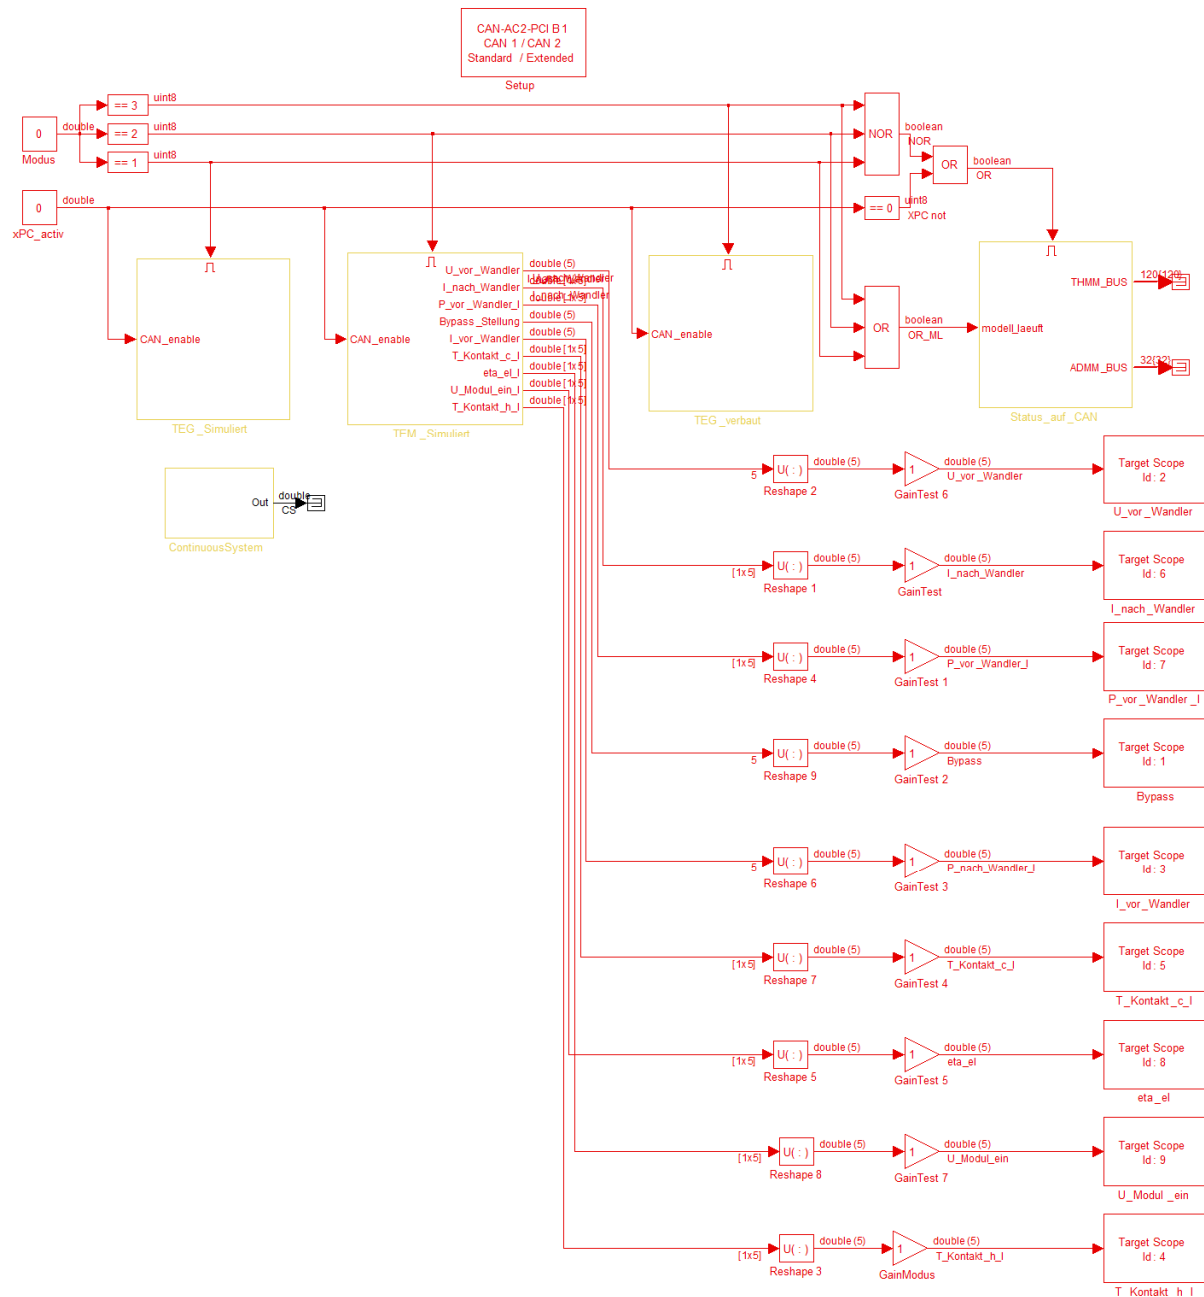 CAN-AC2-PCI B1
CAN 1 / CAN 2
Standard / Extended
Setup
== 3
uint8
0
double
Modus
== 2
uint8
== 1
uint8
NOR
boolean
NOR
OR
boolean
OR
0
double
xPC_activ
== 0
uint8
XPC not
CAN_enable
TEG_Simuliert
CAN_enable
U_vor_Wandler
I_nach_Wandler
P_vor_Wandler_I
Bypass_Stellung
I_vor_Wandler
T_Kontakt_c_I
eta_el_I
U_Modul_ein_I
T_Kontakt_h_I
TEM_Simuliert
double (5)
I_nach_Wandler
double (5)
double (5)
double [1x5]
double [1x5]
double [1x5]
double [1x5]
CAN_enable
TEG_verbaut
OR
boolean
OR_ML
modell_laeuft
THMM_BUS
120{120}
ADMM_BUS
32{32}
Status_auf_CAN
Out
double
CS
ContinuousSystem
5
U( : )
Reshape 2
double (5)
1
GainTest 6
double (5)
U_vor_Wandler
Target Scope
Id: 2
U_vor_Wandler
[1x5]
U( : )
Reshape 1
double (5)
1
GainTest
double (5)
I_nach_Wandler
Target Scope
Id: 6
I_nach_Wandler
[1x5]
U( : )
Reshape 4
double (5)
1
GainTest 1
double (5)
P_vor_Wandler_I
Target Scope
Id: 7
P_vor_Wandler_I
5
U( : )
Reshape 9
double (5)
1
GainTest 2
double (5)
Bypass
Target Scope
Id: 1
Bypass
5
U( : )
Reshape 6
double (5)
1
GainTest 3
double (5)
P_nach_Wandler_I
Target Scope
Id: 3
I_vor_Wandler
[1x5]
U( : )
Reshape 7
double (5)
1
GainTest 4
double (5)
T_Kontakt_c_I
Target Scope
Id: 5
T_Kontakt_c_I
[1x5]
U( : )
Reshape 5
double (5)
1
GainTest 5
double (5)
eta_el
Target Scope
Id: 8
eta_el
[1x5]
U( : )
Reshape 8
double (5)
1
GainTest 7
double (5)
U_Modul_ein
Target Scope
Id: 9
U_Modul_ein
[1x5]
U( : )
Reshape 3
double (5)
1
GainModus
double (5)
T_Kontakt_h_I
Target Scope
Id: 4
T_Kontakt_h_I